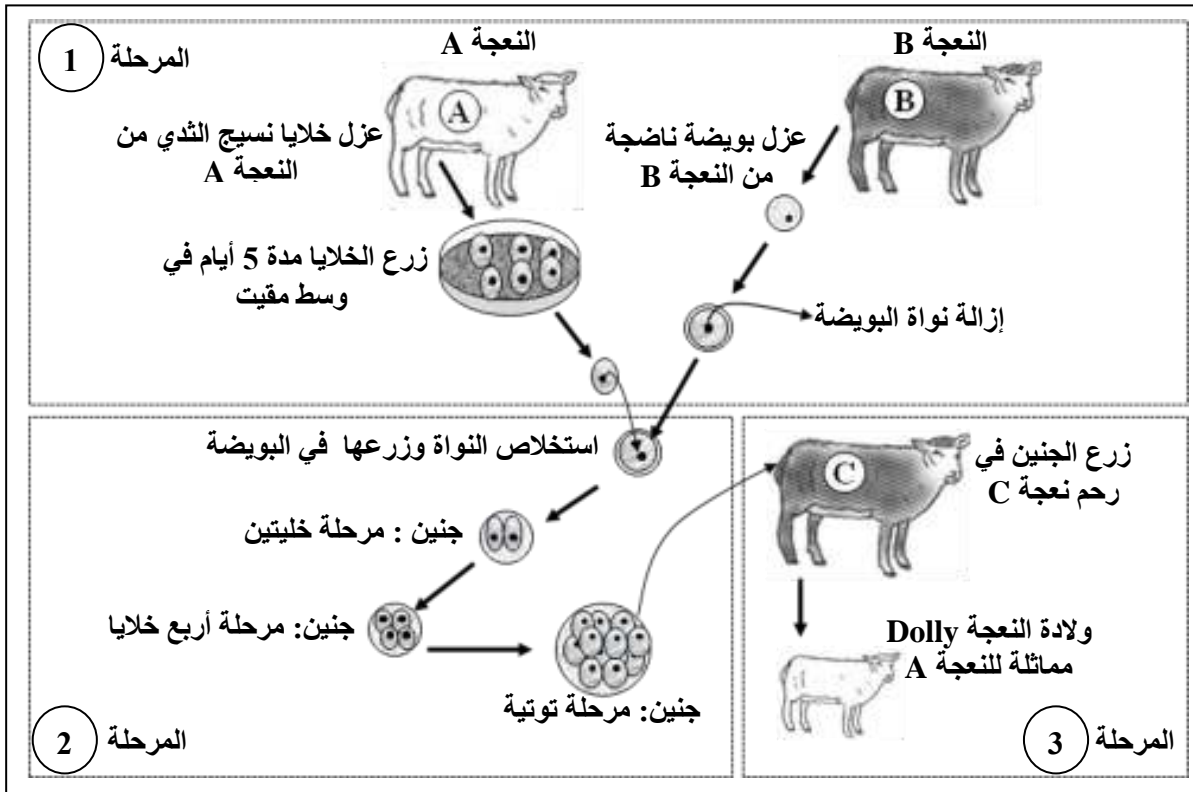 المرحلة 1
النعجة A
النعجة B
A
B
عزل خلايا نسيج الثدي من
النعجة A
عزل بويضة ناضجة
من النعجة B
زرع الخلايا مدة 5 أيام في
وسط مقيت
إزالة نواة البويضة
استخلاص النواة وزرعها في البويضة
جنين : مرحلة خليتين
جنين: مرحلة أربع خلايا
جنين: مرحلة توتية
المرحلة 2
زرع الجنين في
رحم نعجة C
C
ولادة النعجة Dolly
مماثلة للنعجة A
المرحلة 3